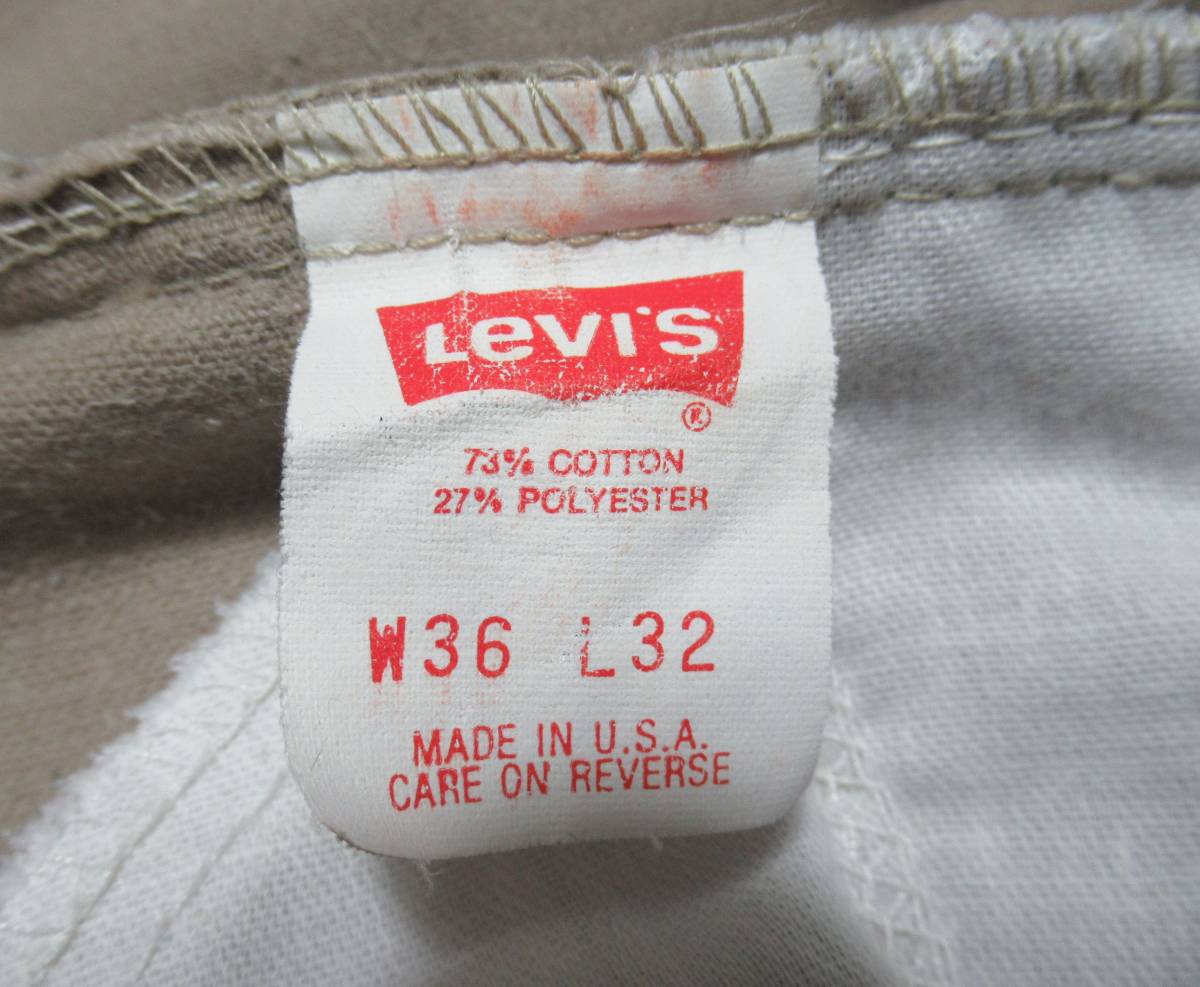 Levi's
®
73% COTTON
27% POLYESTER
W36 L32
MADE IN U.S.A.
CARE ON REVERSE